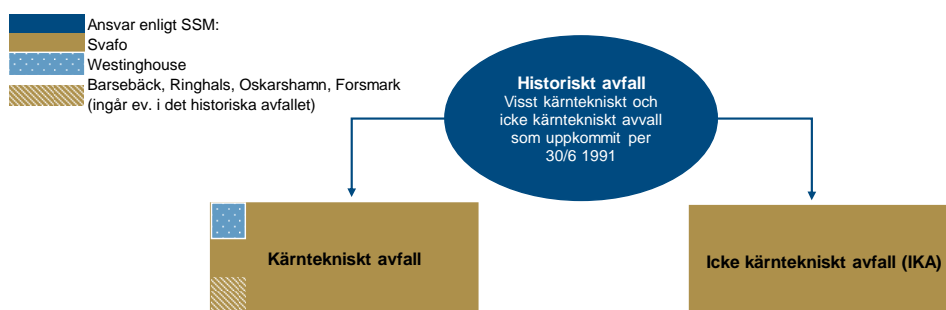 Ansvar enligt SSM:
Svafo
Westinghouse
Barsebäck, Ringhals, Oskarshamn, Forsmark
(ingår ev. i det historiska avfallet)
Historiskt avfall
Visst kärntekniskt och
icke kärntekniskt avvall
som uppkommit per
30/6 1991
Kärntekniskt avfall
Icke kärntekniskt avfall (IKA)